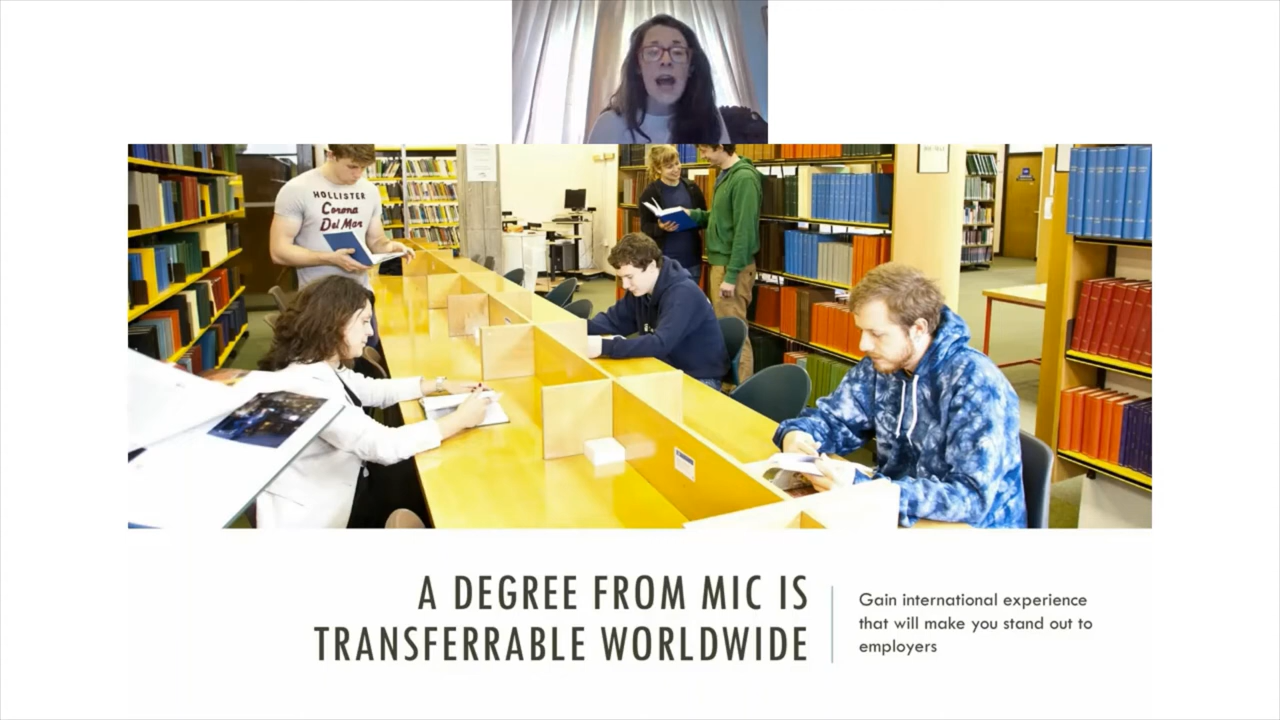 HOLLISTER
Corona
Del Mar
A DEGREE FROM MIC IS
TRANSFERRABLE WORLDWIDE
Gain international experience
that will make you stand out to
employers